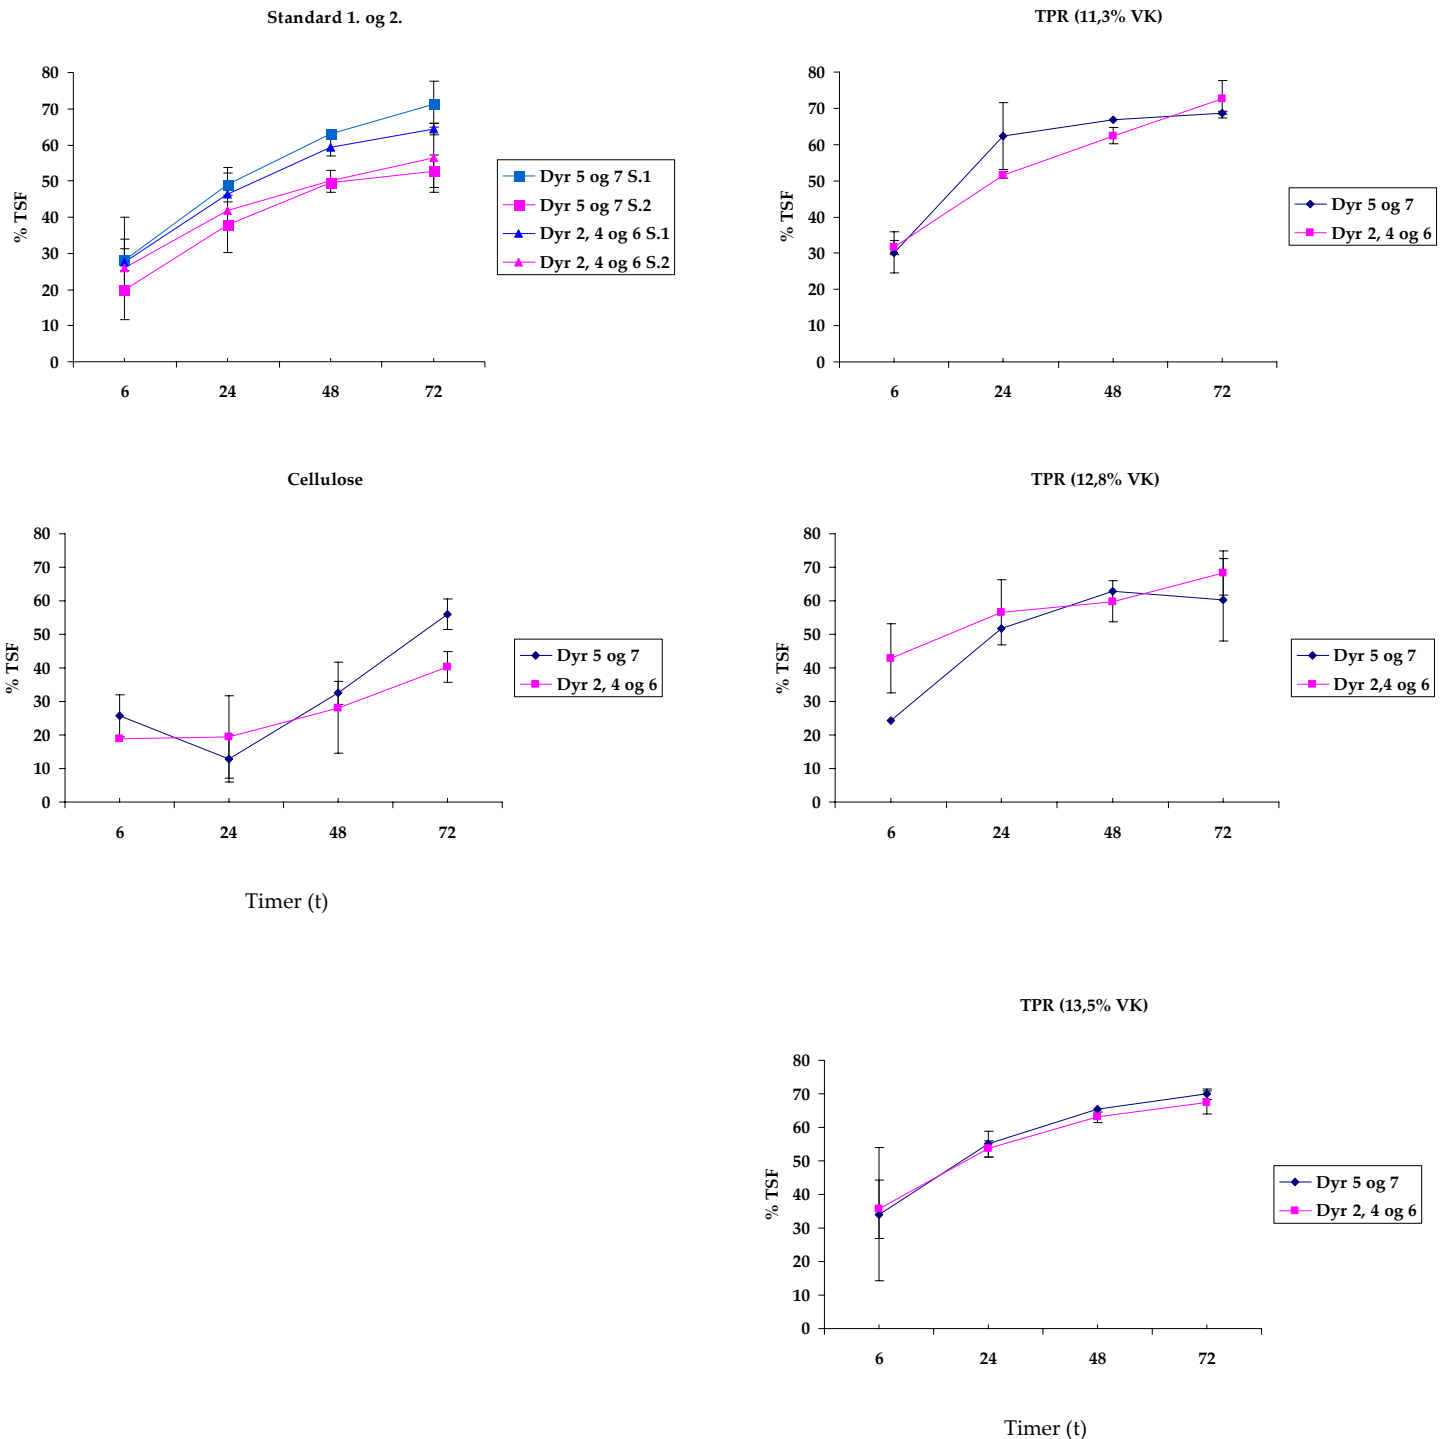 Standard 1. og 2.
% TSF
80
70
60
50
40
30
20
10
0
6 24 48 72
Dyr 5 og 7 S.1
Dyr 5 og 7 S.2
Dyr 2, 4 og 6 S.1
Dyr 2, 4 og 6 S.2
TPR (11,3% VK)
% TSF
80
70
60
50
40
30
20
10
0
6 24 48 72
Dyr 5 og 7
Dyr 2, 4 og 6
Cellulose
% TSF
80
70
60
50
40
30
20
10
0
6 24 48 72
Dyr 5 og 7
Dyr 2, 4 og 6
Timer (t)
TPR (12,8% VK)
% TSF
80
70
60
50
40
30
20
10
0
6 24 48 72
Dyr 5 og 7
Dyr 2,4 og 6
TPR (13,5% VK)
% TSF
80
70
60
50
40
30
20
10
0
6 24 48 72
Dyr 5 og 7
Dyr 2, 4 og 6
Timer (t)